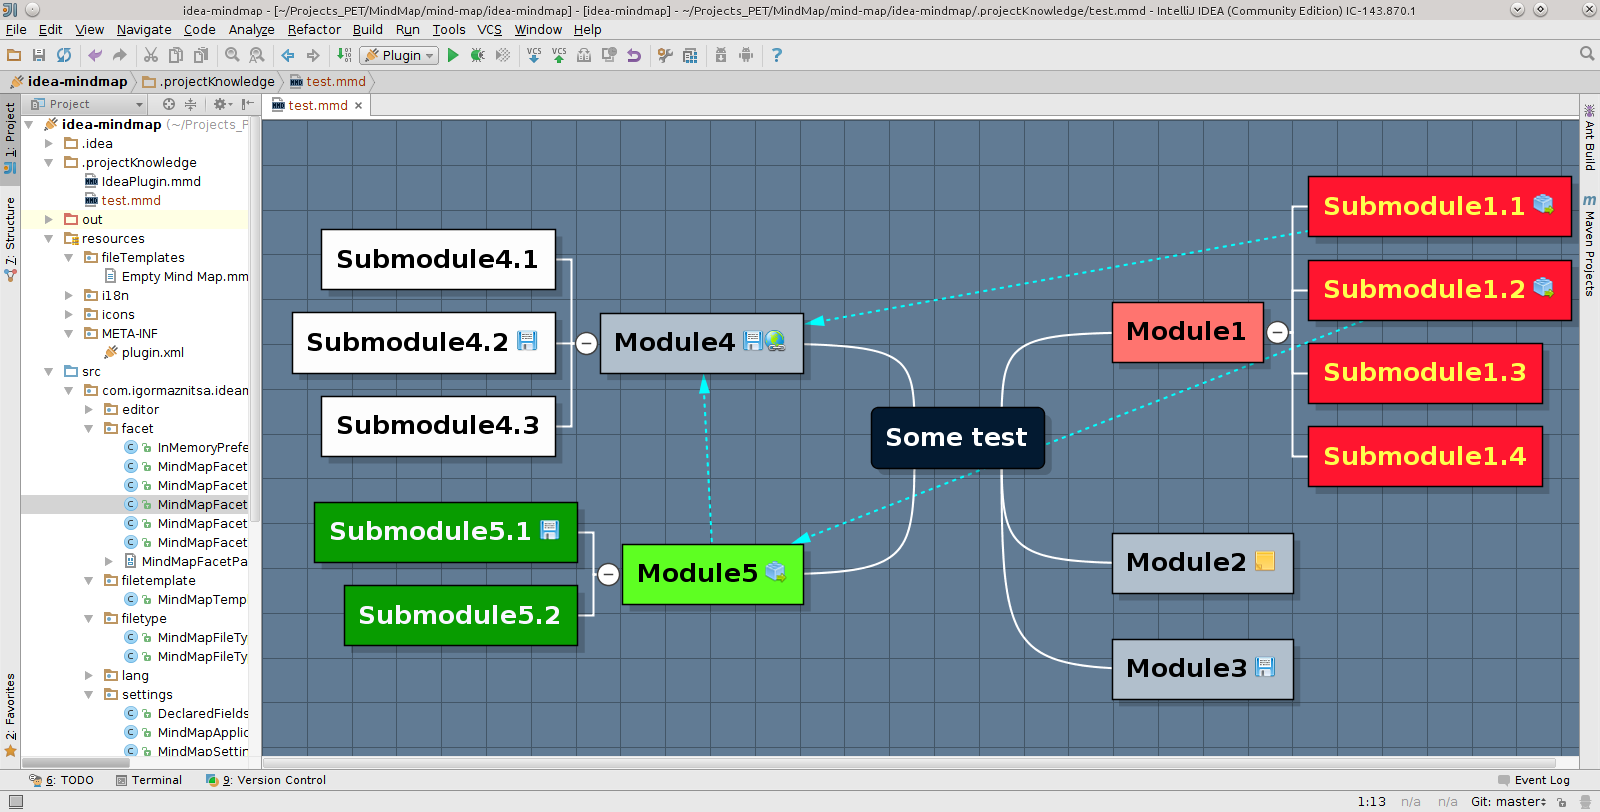 idea-mindmap - [~/Projects_PET/MindMap/mind-map/idea-mindmap] - [idea-mindmap] - ~/Projects_PET/MindMap/mind-map/idea-mindmap/.projectKnowledge/test.mmd - IntelliJ IDEA (Community Edition) IC-143.870.1
File Edit View Navigate Code Analyze Refactor Build Run Tools VCS Window Help
Plugin VCS VCS ?
idea-mindmap .projectKnowledge test.mmd
Project
test.mmd
1: Project
7: Structure
2: Favorites
idea-mindmap (~/Projects_P
.idea
.projectKnowledge
IdeaPlugin.mmd
test.mmd
out
resources
fileTemplates
Empty Mind Map.mm
i18n
icons
META-INF
plugin.xml
src
com.igormaznitsa.ideam
editor
facet
InMemoryPrefe
MindMapFacet
MindMapFacet
MindMapFacet
MindMapFacet
MindMapFacet
MindMapFacetPa
filetemplate
MindMapTemp
filetype
MindMapFileTy
MindMapFileTy
lang
settings
DeclaredFields
MindMapApplic
MindMapSettin
Submodule4.1
Submodule4.2
Submodule4.3
Module4
Submodule5.1
Submodule5.2
Module5
Some test
Module1
Submodule1.1
Submodule1.2
Submodule1.3
Submodule1.4
Module2
Module3
Ant Build
Maven Projects
6: TODO Terminal 9: Version Control Event Log
1:13 n/a n/a Git: master